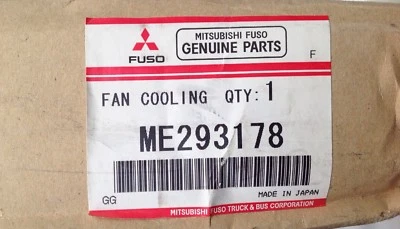 FUSO
MITSUBISHI FUSO
GENUINE PARTS
F
FAN COOLING QTY: 1
ME293178
GG
MADE IN JAPAN
MITSUBISHI FUSO TRUCK & BUS CORPORATION